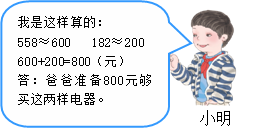 我是这样算的：
558≈600　182≈200
600+200=800（元）
答：爸爸准备800元够
买这两样电器。
小明